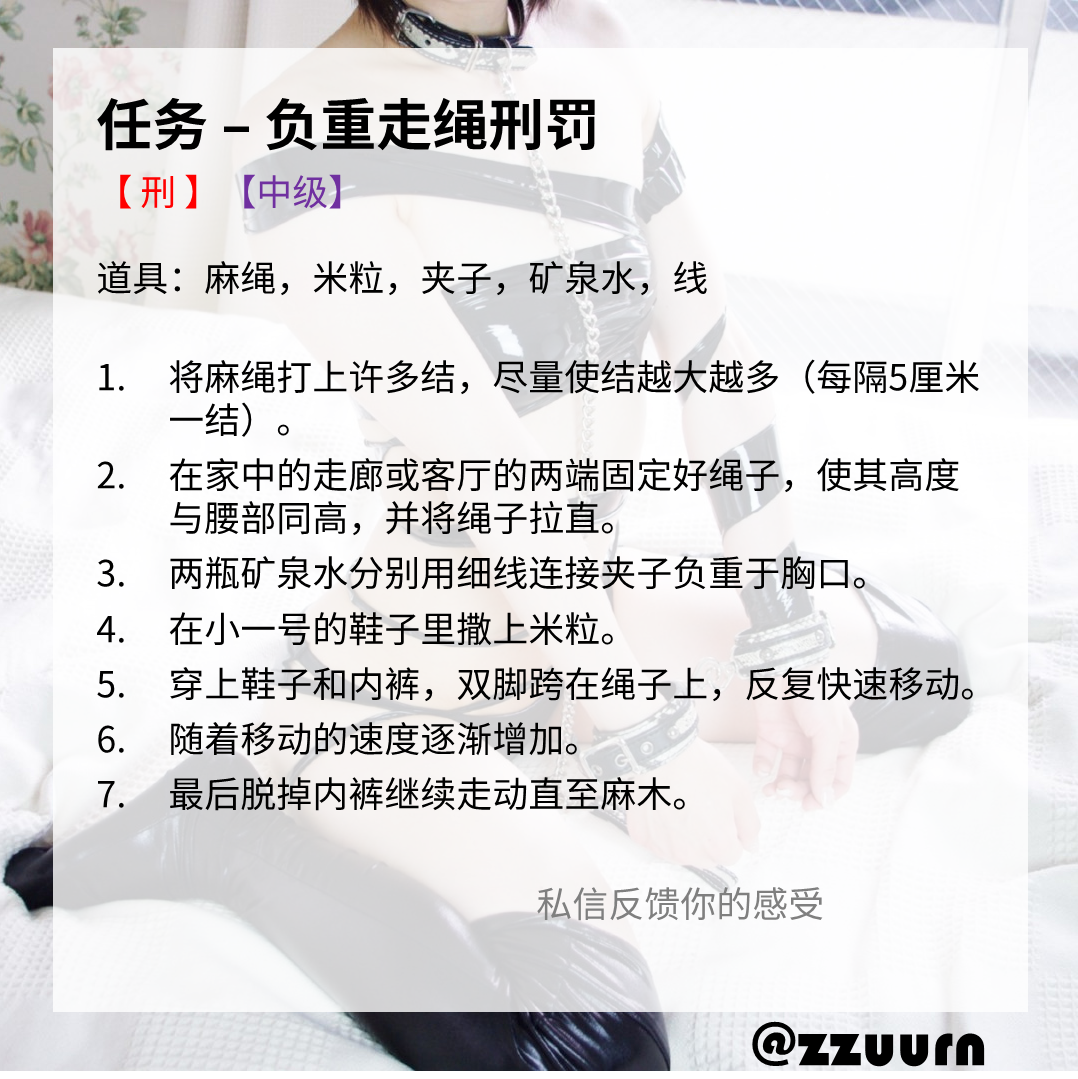 任务 – 负重走绳刑罚
【刑】【中级】
道具：麻绳，米粒，夹子，矿泉水，线
1. 将麻绳打上许多结，尽量使结越大越多（每隔5厘米
一结）。
2. 在家中的走廊或客厅的两端固定好绳子，使其高度
与腰部同高，并将绳子拉直。
3. 两瓶矿泉水分别用细线连接夹子负重于胸口。
4. 在小一号的鞋子里撒上米粒。
5. 穿上鞋子和内裤，双脚跨在绳子上，反复快速移动。
6. 随着移动的速度逐渐增加。
7. 最后脱掉内裤继续走动直至麻木。
私信反馈你的感受
@zzuurn